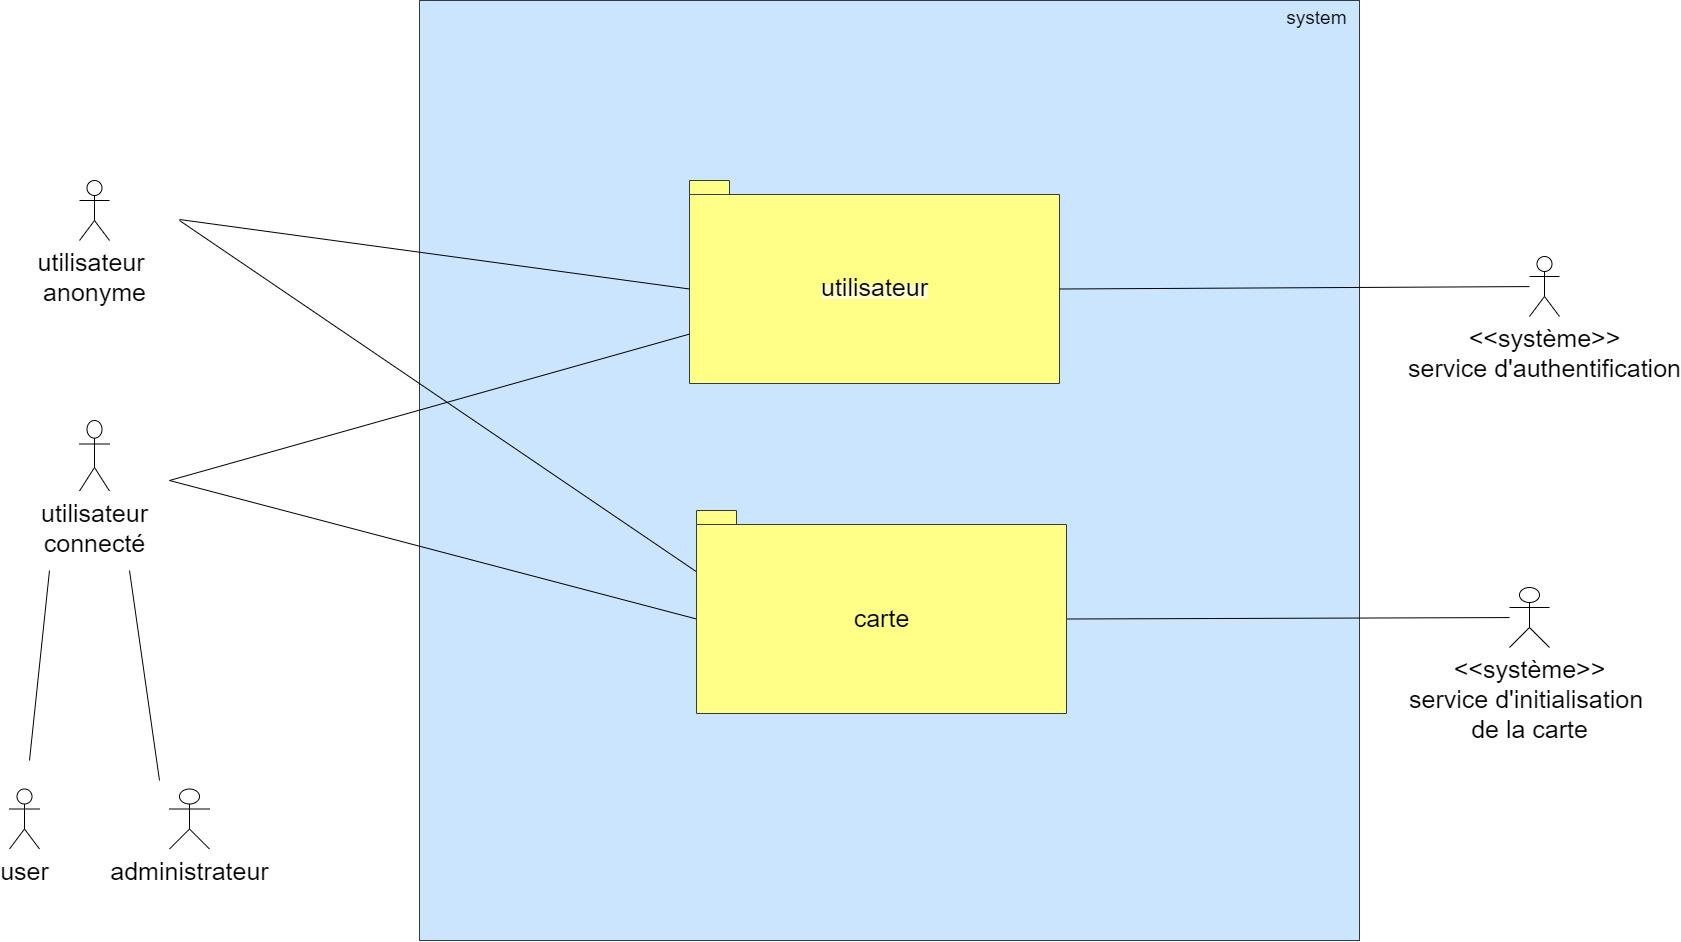 system
utilisateur
anonyme
utilisateur
<<système>>
service d'authentification
utilisateur
connecté
carte
<<système>>
service d'initialisation
de la carte
user
administrateur